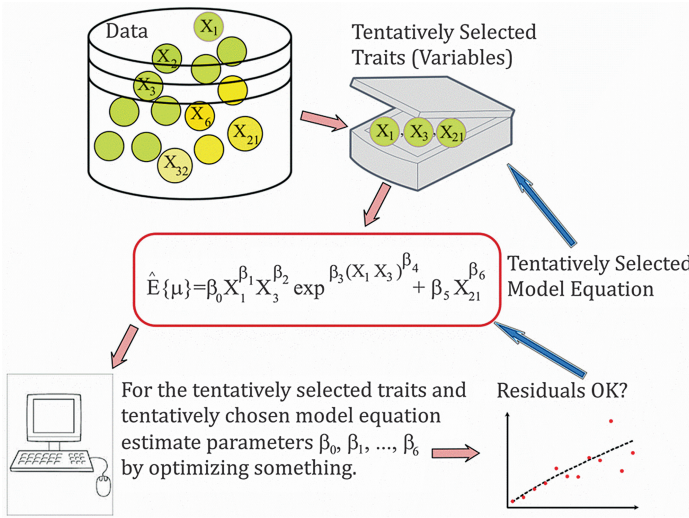 Data
X₁
X₂
X₃
X₆
X₂₁
X₃₂
Tentatively Selected
Traits (Variables)
X₁, X₃, X₂₁
Ê{μ}=β₀X₁^β₁ X₃^β₂ exp^β₃(X₁ X₃)^β₄ + β₅ X₂₁^β₆
Tentatively Selected
Model Equation
For the tentatively selected traits and
tentatively chosen model equation
estimate parameters β₀, β₁, ..., β₆
by optimizing something.
Residuals OK?